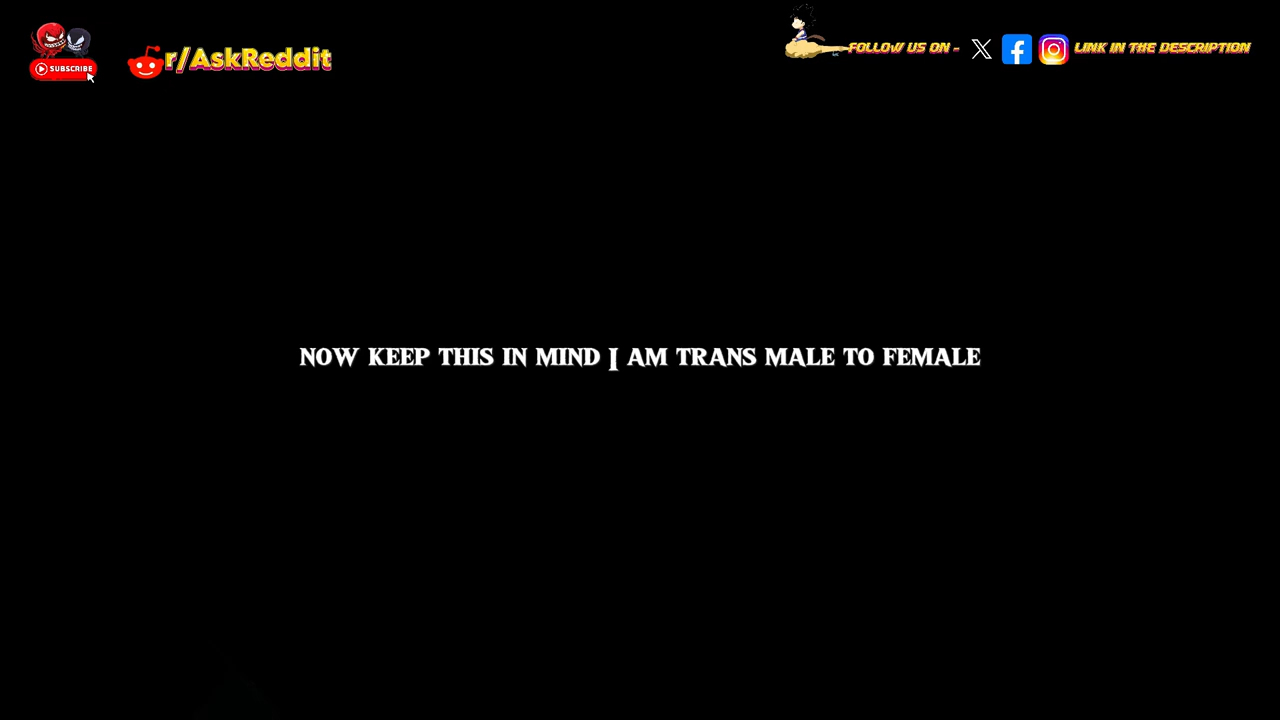 SUBSCRIBE
r/AskReddit
FOLLOW US ON -
LINK IN THE DESCRIPTION
NOW KEEP THIS IN MIND I AM TRANS MALE TO FEMALE